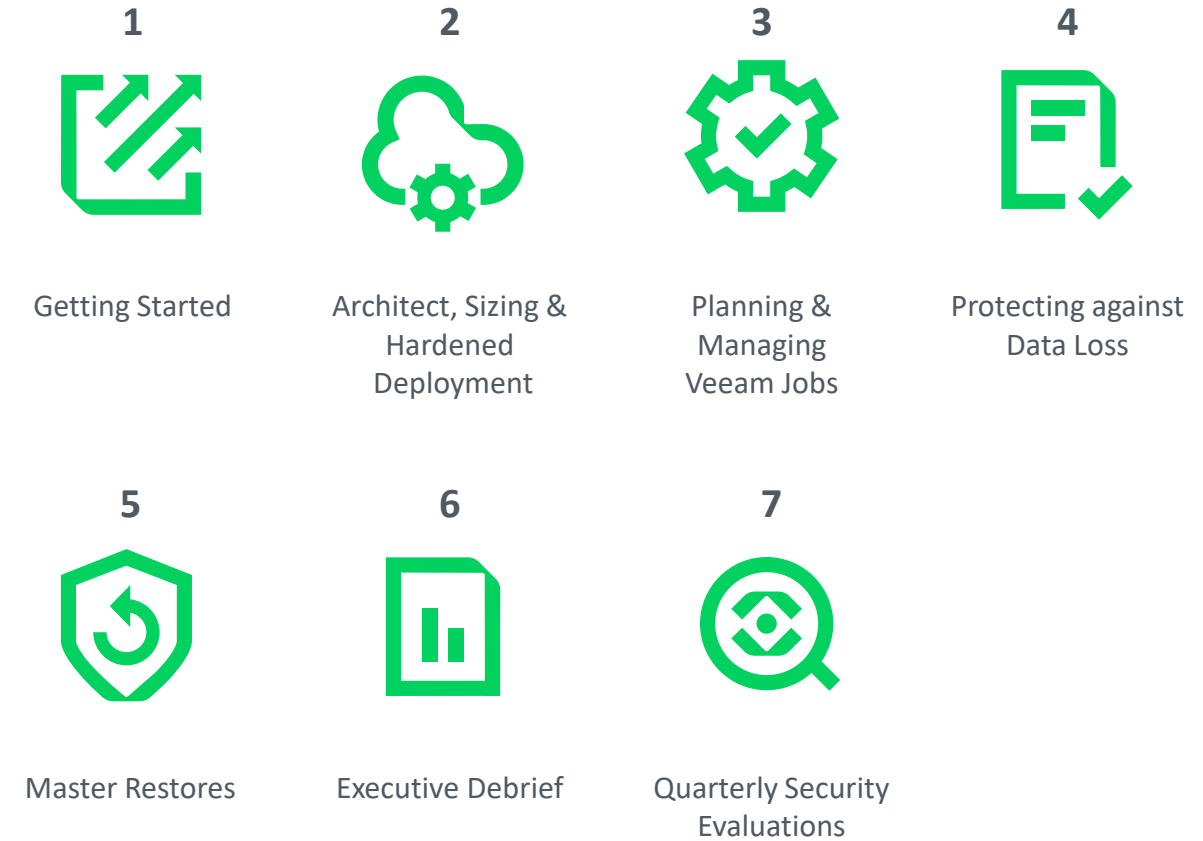 1
Getting Started
2
Architect, Sizing &
Hardened
Deployment
3
Planning &
Managing
Veeam Jobs
4
Protecting against
Data Loss
5
Master Restores
6
Executive Debrief
7
Quarterly Security
Evaluations